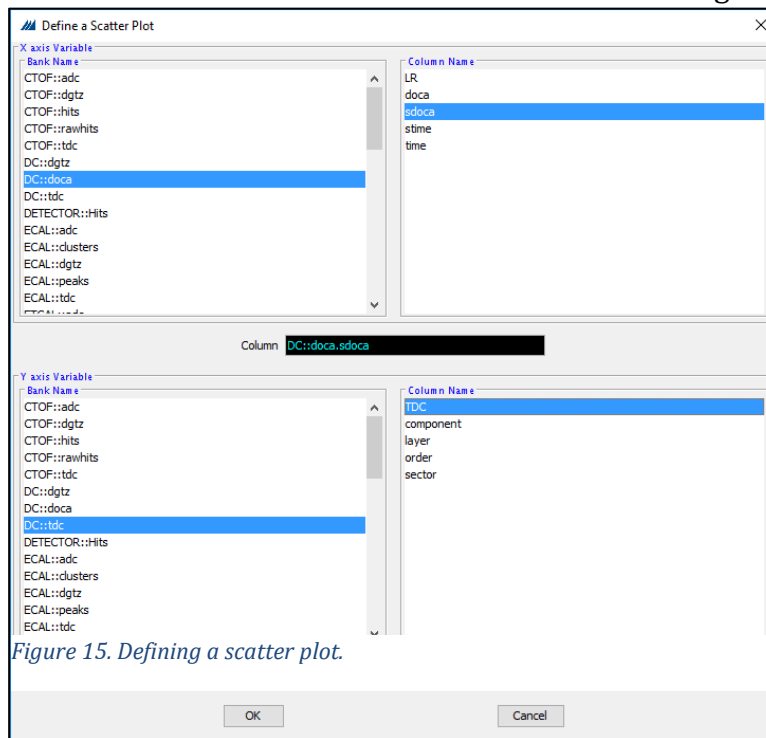 Define a Scatter Plot
X axis Variable
Bank Name
CTOF::adc
CTOF::dgtz
CTOF::hits
CTOF::rawhits
CTOF::tdc
DC::dgtz
DC::doca
DC::tdc
DETECTOR::Hits
ECAL::adc
ECAL::clusters
ECAL::dgtz
ECAL::peaks
ECAL::tdc
Column Name
LR
doca
sdoca
stime
time
Column DC::doca.sdoca
Y axis Variable
Bank Name
CTOF::adc
CTOF::dgtz
CTOF::hits
CTOF::rawhits
CTOF::tdc
DC::dgtz
DC::doca
DC::tdc
DETECTOR::Hits
ECAL::adc
ECAL::clusters
ECAL::dgtz
ECAL::peaks
ECAL::tdc
Column Name
TDC
component
layer
order
sector
Figure 15. Defining a scatter plot.
OK Cancel